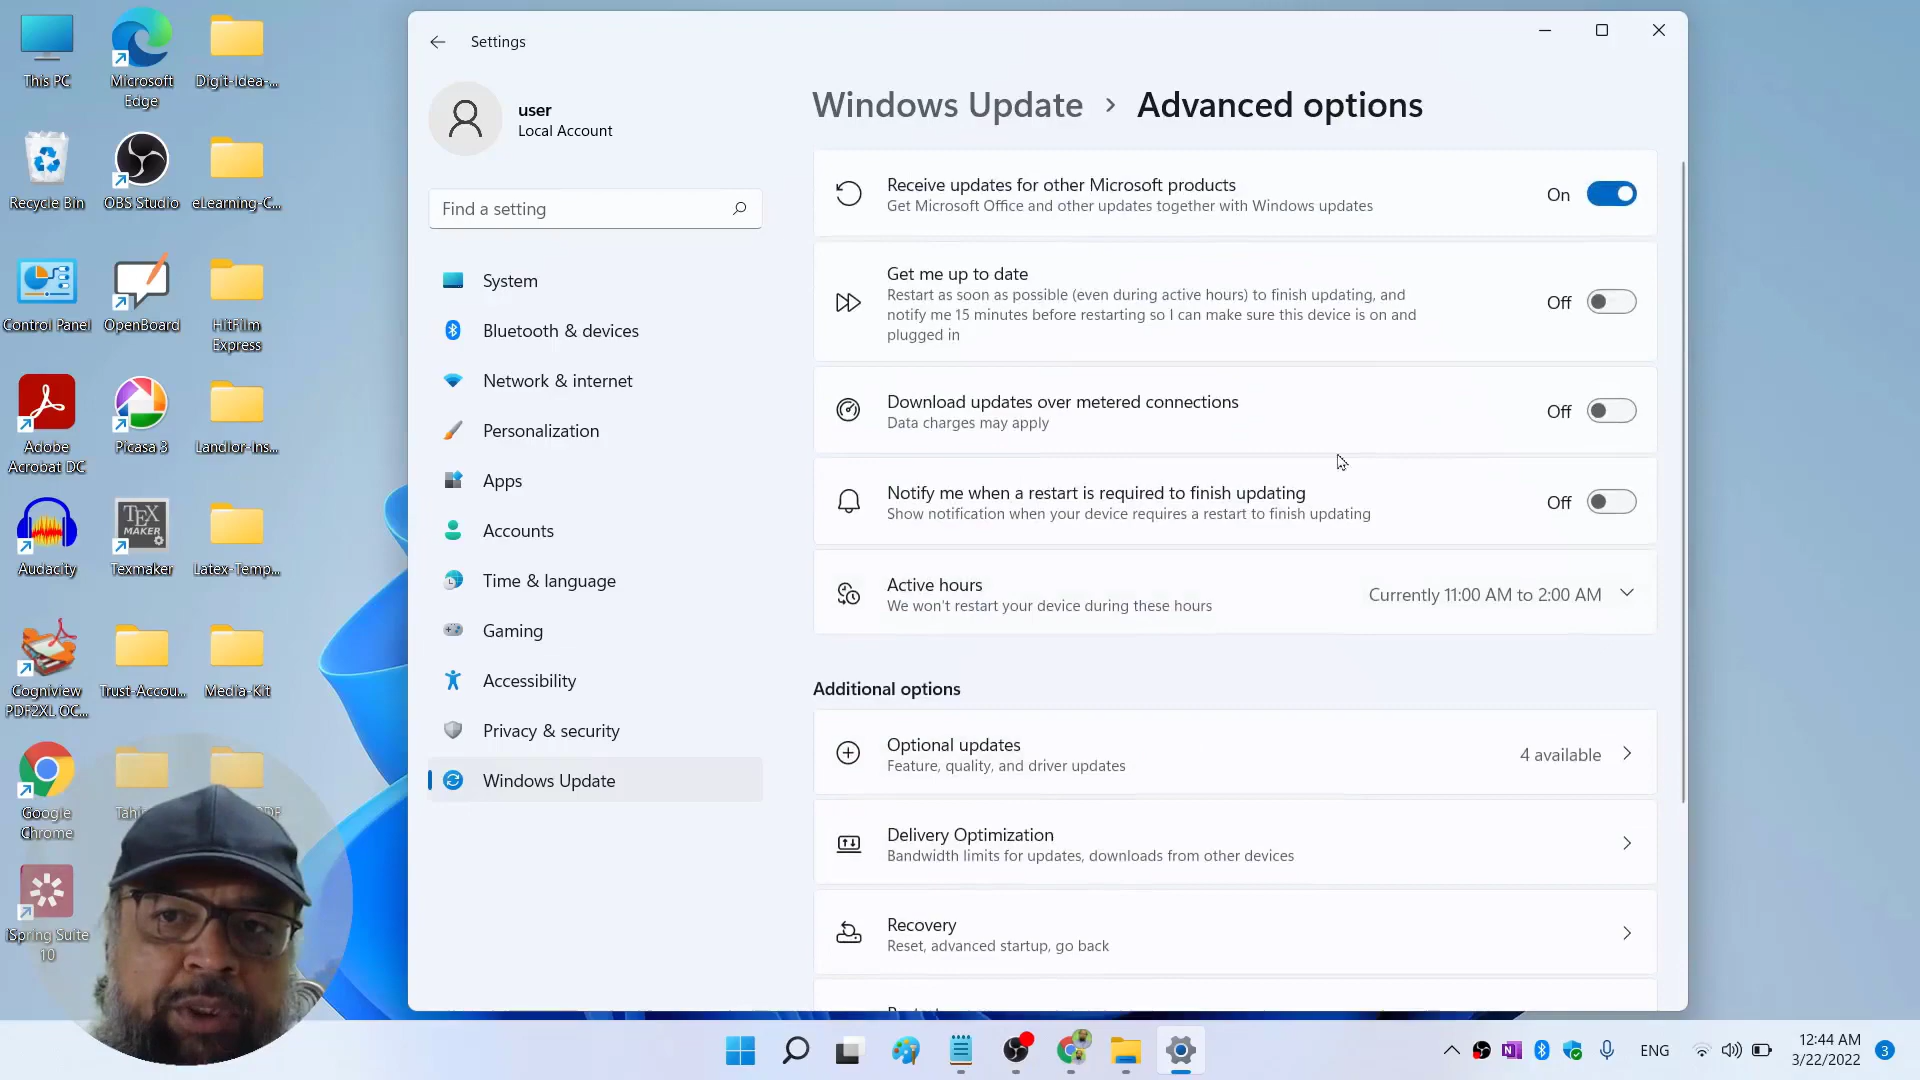 This PC
Microsoft
Edge
Digit-Idea-...
Recycle Bin
OBS Studio
eLearning-C...
Control Panel
OpenBoard
HitFilm
Express
Adobe
Acrobat DC
Picasa 3
Landlor-Ins...
Audacity
TEX
MAKER
Texmaker
Latex-Temp...
Cogniview
PDF2XL OC...
Trust-Accou...
Media-Kit
Google
Chrome
iSpring Suite
10
Settings
user
Local Account
Find a setting
System
Bluetooth & devices
Network & internet
Personalization
Apps
Accounts
Time & language
Gaming
Accessibility
Privacy & security
Windows Update
Windows Update > Advanced options
Receive updates for other Microsoft products
Get Microsoft Office and other updates together with Windows updates
On
Get me up to date
Restart as soon as possible (even during active hours) to finish updating, and
notify me 15 minutes before restarting so I can make sure this device is on and
plugged in
Off
Download updates over metered connections
Data charges may apply
Off
Notify me when a restart is required to finish updating
Show notification when your device requires a restart to finish updating
Off
Active hours
We won't restart your device during these hours
Currently 11:00 AM to 2:00 AM
Additional options
Optional updates
Feature, quality, and driver updates
4 available
Delivery Optimization
Bandwidth limits for updates, downloads from other devices
Recovery
Reset, advanced startup, go back
ENG
12:44 AM
3/22/2022
3